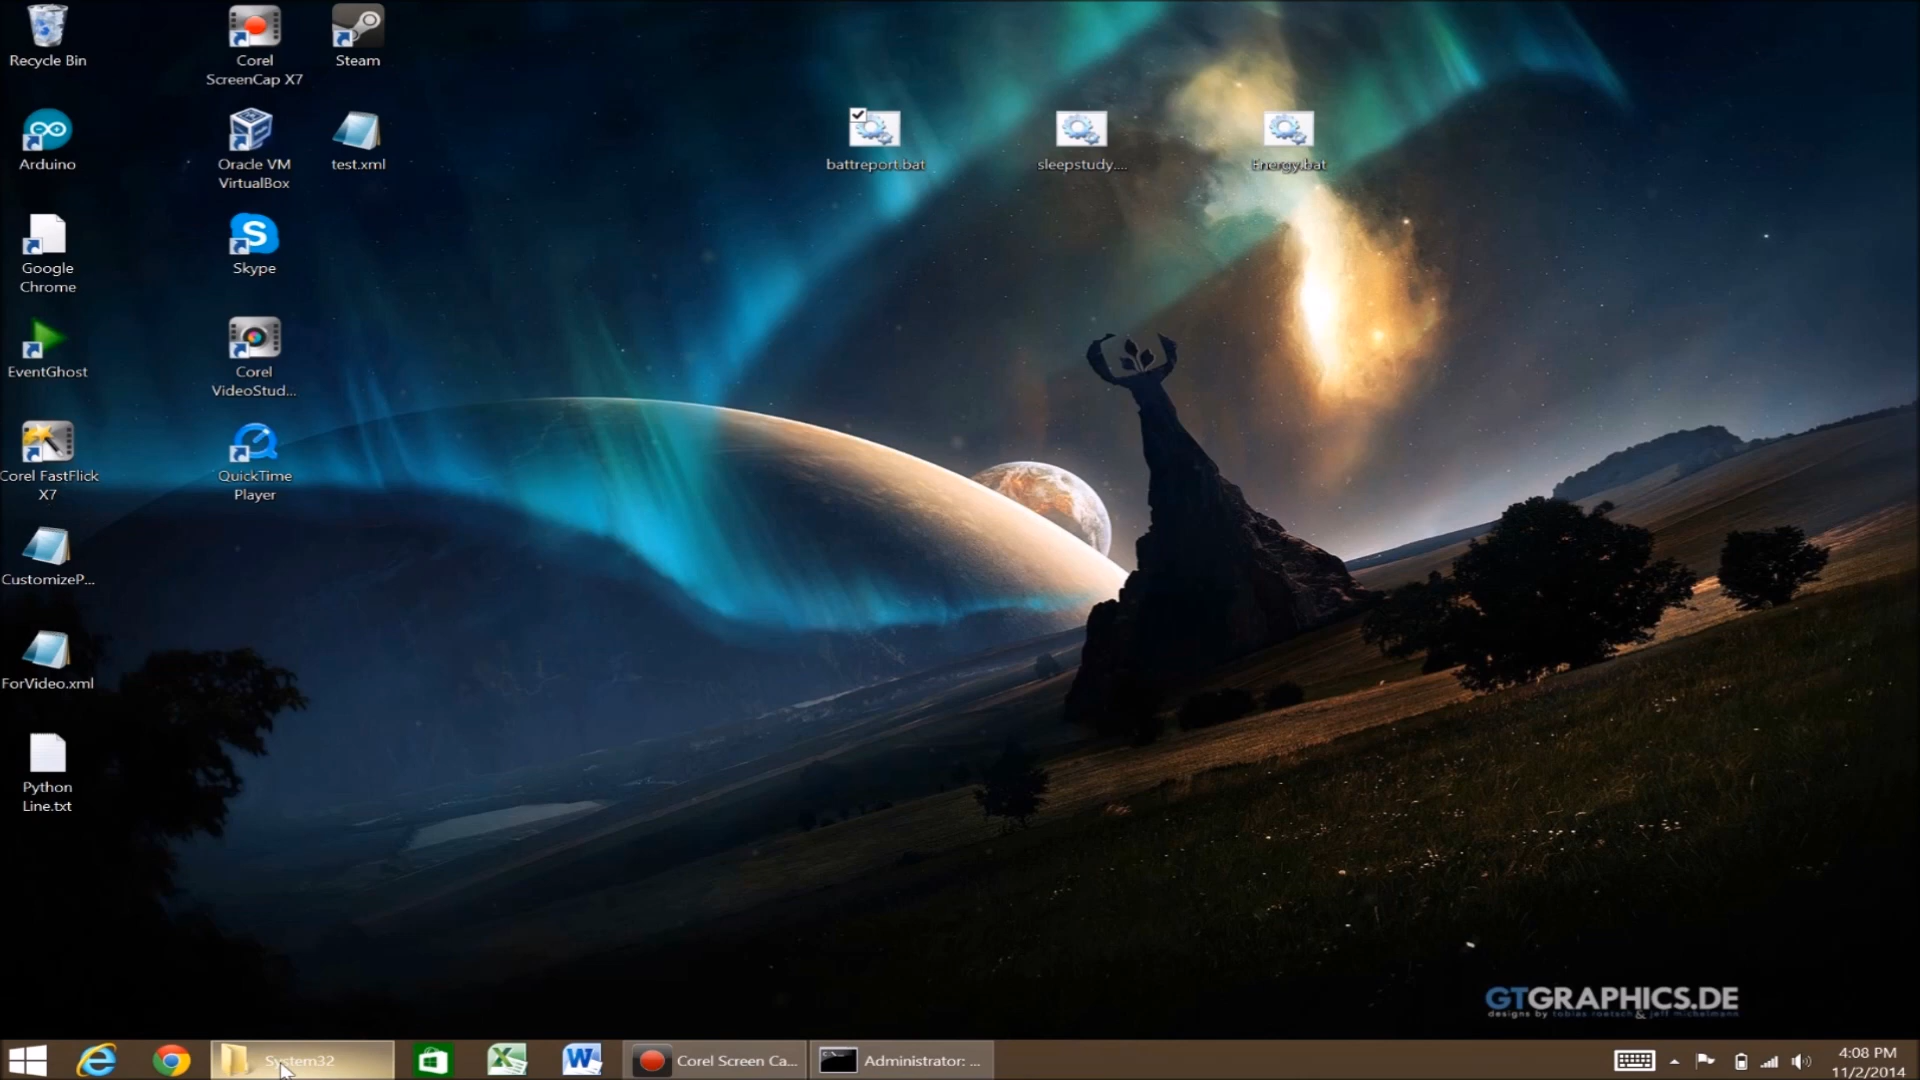 Recycle Bin
Corel
ScreenCap X7
Steam
Arduino
Oracle VM
VirtualBox
test.xml
battreport.bat
sleepstudy....
Energy.bat
Google
Chrome
Skype
EventGhost
Corel
VideoStud...
Corel FastFlick
X7
QuickTime
Player
CustomizeP...
ForVideo.xml
Python
Line.txt
GTGRAPHICS.DE
designs by tobias roetsch & jeff michelmann
System32
Corel Screen Ca...
Administrator: ...
4:08 PM
11/2/2014